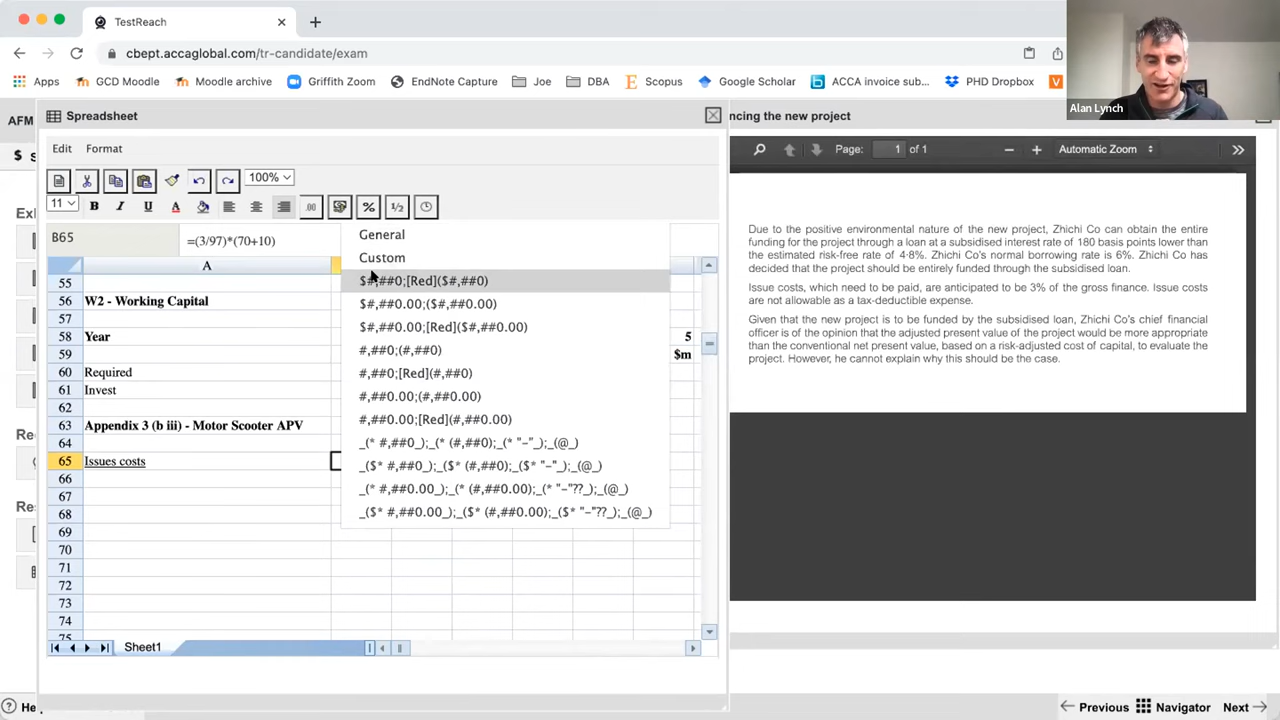 TestReach
cbept.accaglobal.com/tr-candidate/exam
Apps GCD Moodle Moodle archive Griffith Zoom EndNote Capture Joe DBA Scopus Google Scholar ACCA invoice sub... PHD Dropbox
Alan Lynch
AFM
Spreadsheet
ncing the new project
$
Edit Format
Page: 1 of 1 Automatic Zoom
100%
11 B I U A .00 % ½
B65 =(3/97)*(70+10)
A
55
56 W2 - Working Capital
57
58 Year 5
59 $m
60 Required
61 Invest
62
63 Appendix 3 (b iii) - Motor Scooter APV
64
65 Issues costs
66
67
68
69
70
71
72
73
74
75
General
Custom
$#,##0;[Red]($#,##0)
$#,##0.00;($#,##0.00)
$#,##0.00;[Red]($#,##0.00)
#,##0;(#,##0)
#,##0;[Red](#,##0)
#,##0.00;(#,##0.00)
#,##0.00;[Red](#,##0.00)
_(* #,##0_);_(* (#,##0);_(* "-"_);_(@_)
_($* #,##0_);_($* (#,##0);_($* "-"_);_(@_)
_(* #,##0.00_);_(* (#,##0.00);_(* "-"??_);_(@_)
_($* #,##0.00_);_($* (#,##0.00);_($* "-"??_);_(@_)
Sheet1
Due to the positive environmental nature of the new project, Zhichi Co can obtain the entire
funding for the project through a loan at a subsidised interest rate of 180 basis points lower than
the estimated risk-free rate of 4·8%. Zhichi Co's normal borrowing rate is 6%. Zhichi Co has
decided that the project should be entirely funded through the subsidised loan.
Issue costs, which need to be paid, are anticipated to be 3% of the gross finance. Issue costs
are not allowable as a tax-deductible expense.
Given that the new project is to be funded by the subsidised loan, Zhichi Co's chief financial
officer is of the opinion that the adjusted present value of the project would be more appropriate
than the conventional net present value, based on a risk-adjusted cost of capital, to evaluate the
project. However, he cannot explain why this should be the case.
Previous Navigator Next